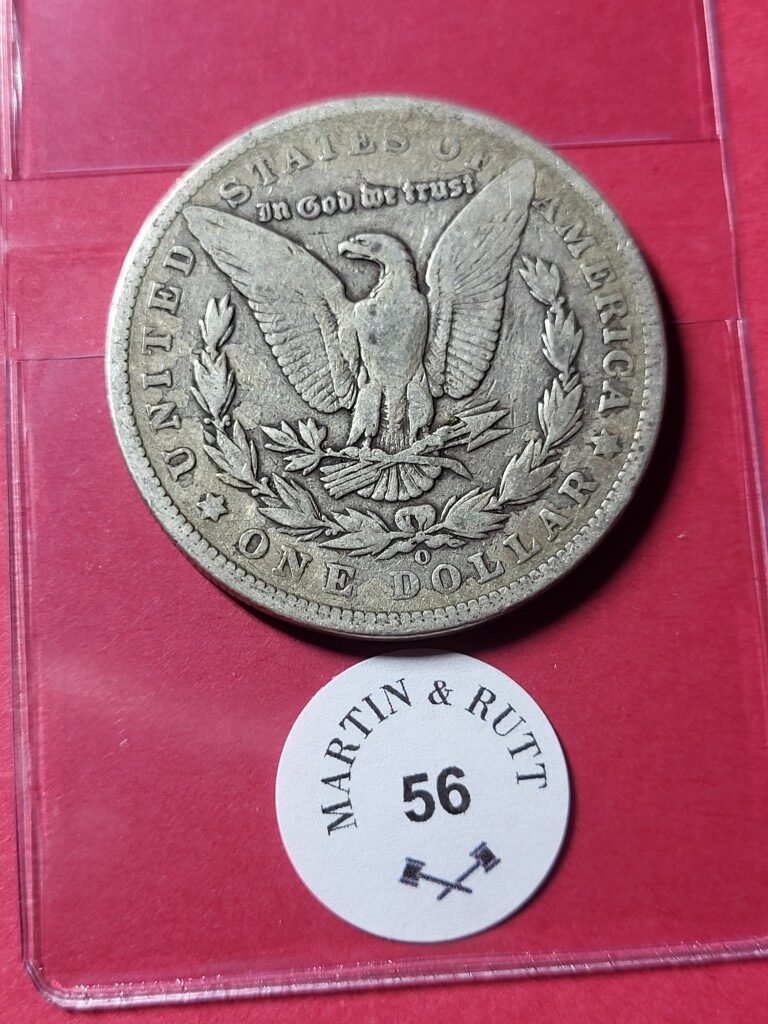 UNITED STATES OF AMERICA
In God we trust
ONE DOLLAR
O
MARTIN & RUTT
56